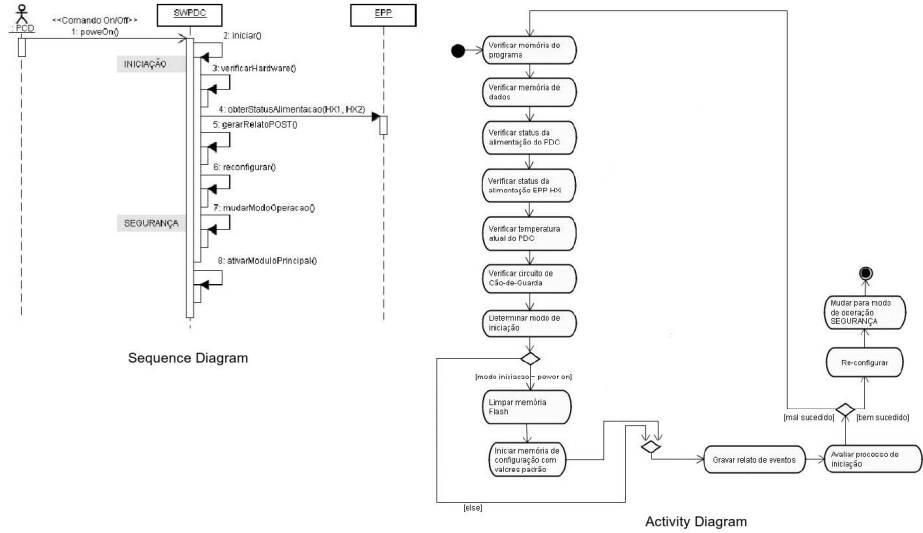 <<Comando On/Off>>
: PCD
1: poweOn()
SWPDC
EPP
2: iniciar()
INICIAÇÃO
3: verificarHardware()
4: obterStatusAlimentacao(HX1, HX2)
5: gerarRelatoPOST()
6: reconfigurar()
7: mudarModoOperacao()
SEGURANÇA
8: ativarModuloPrincipal()
Sequence Diagram
Verificar memória de
programa
Verificar memória de
dados
Verificar status da
alimentação do PDC
Verificar status da
alimentação EPP HXi
Verificar temperatura
atual do PDC
Verificar circuito de
Cão-de-Guarda
Determinar modo de
iniciação
[modo iniciacao = power on]
Limpar memória
Flash
Iniciar memória de
configuração com
valores padrão
[else]
Gravar relato de eventos
Avaliar processo de
iniciação
[mal sucedido]
[bem sucedido]
Re-configurar
Mudar para modo
de operação
SEGURANÇA
Activity Diagram